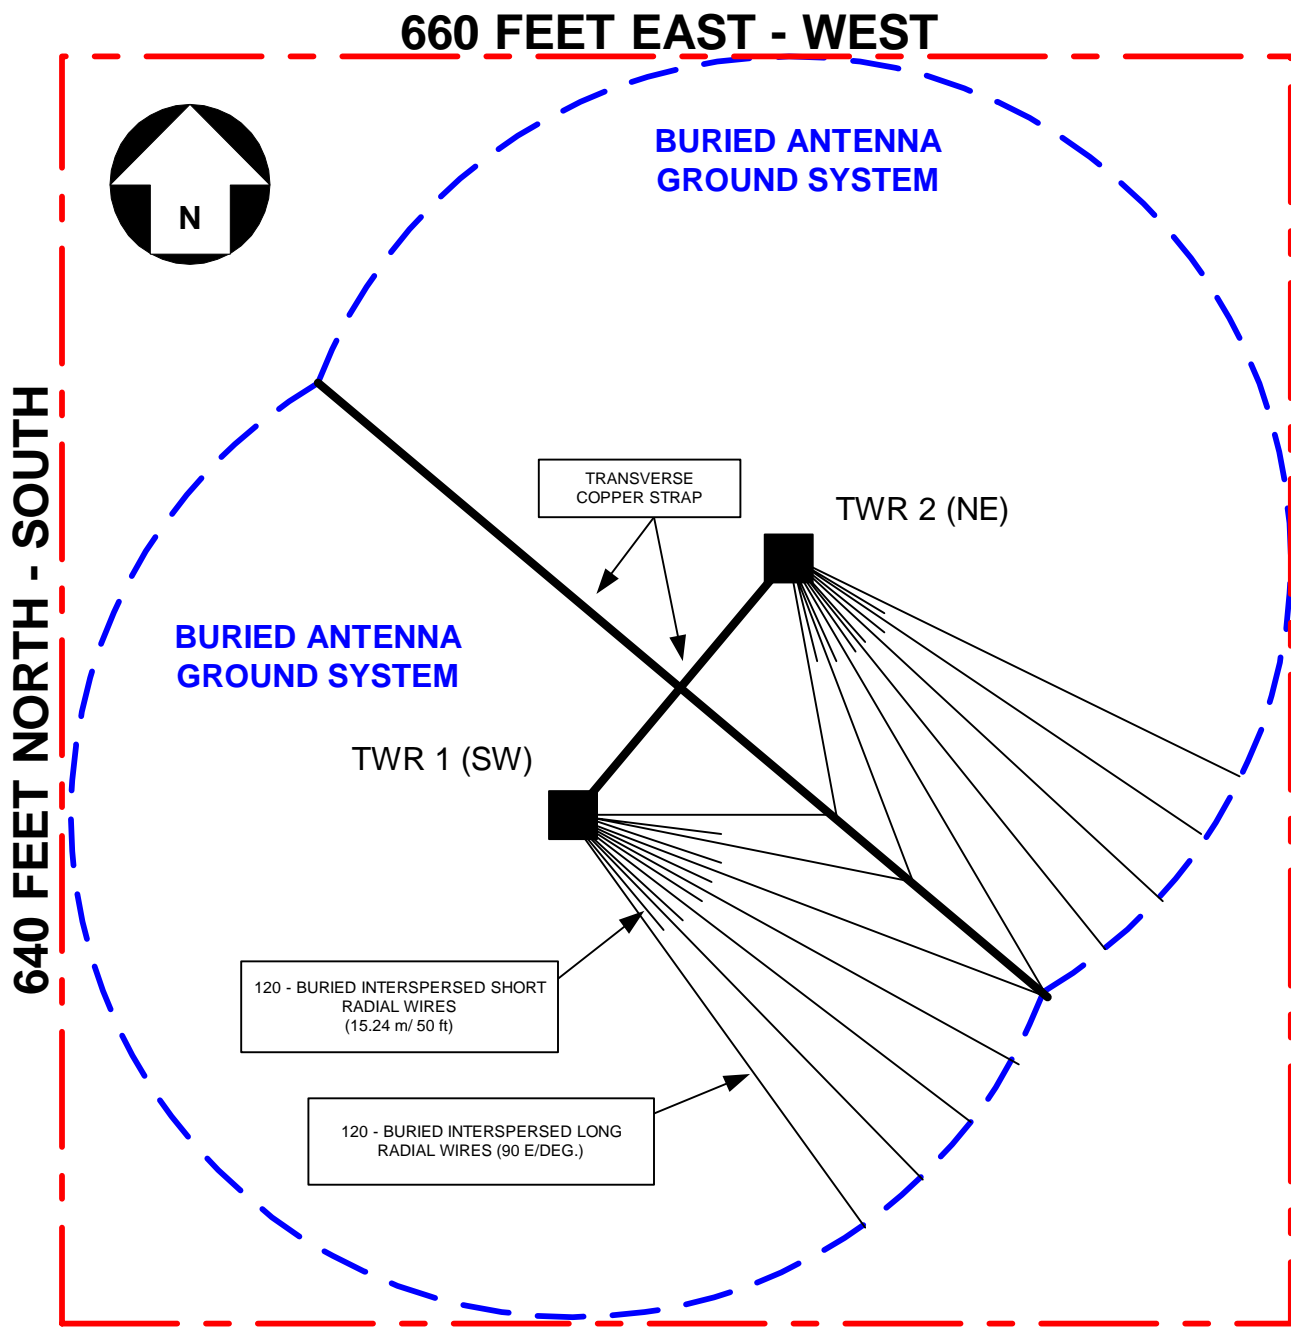 660 FEET EAST - WEST
BURIED ANTENNA
GROUND SYSTEM
N
640 FEET NORTH - SOUTH
TRANSVERSE
COPPER STRAP
TWR 2 (NE)
BURIED ANTENNA
GROUND SYSTEM
TWR 1 (SW)
120 - BURIED INTERSPERSED SHORT
RADIAL WIRES
(15.24 m/ 50 ft)
120 - BURIED INTERSPERSED LONG
RADIAL WIRES (90 E/DEG.)